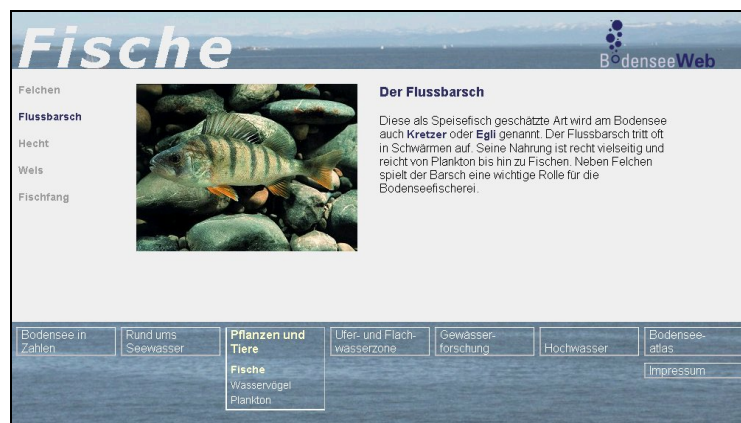 Fische
BodenseeWeb
Felchen
Flussbarsch
Hecht
Wels
Fischfang
Der Flussbarsch
Diese als Speisefisch geschätzte Art wird am Bodensee
auch Kretzer oder Egli genannt. Der Flussbarsch tritt oft
in Schwärmen auf. Seine Nahrung ist recht vielseitig und
reicht von Plankton bis hin zu Fischen. Neben Felchen
spielt der Barsch eine wichtige Rolle für die
Bodenseefischerei.
Bodensee in
Zahlen
Rund ums
Seewasser
Pflanzen und
Tiere
Fische
Wasservögel
Plankton
Ufer- und Flach-
wasserzone
Gewässer-
forschung
Hochwasser
Bodensee-
atlas
Impressum